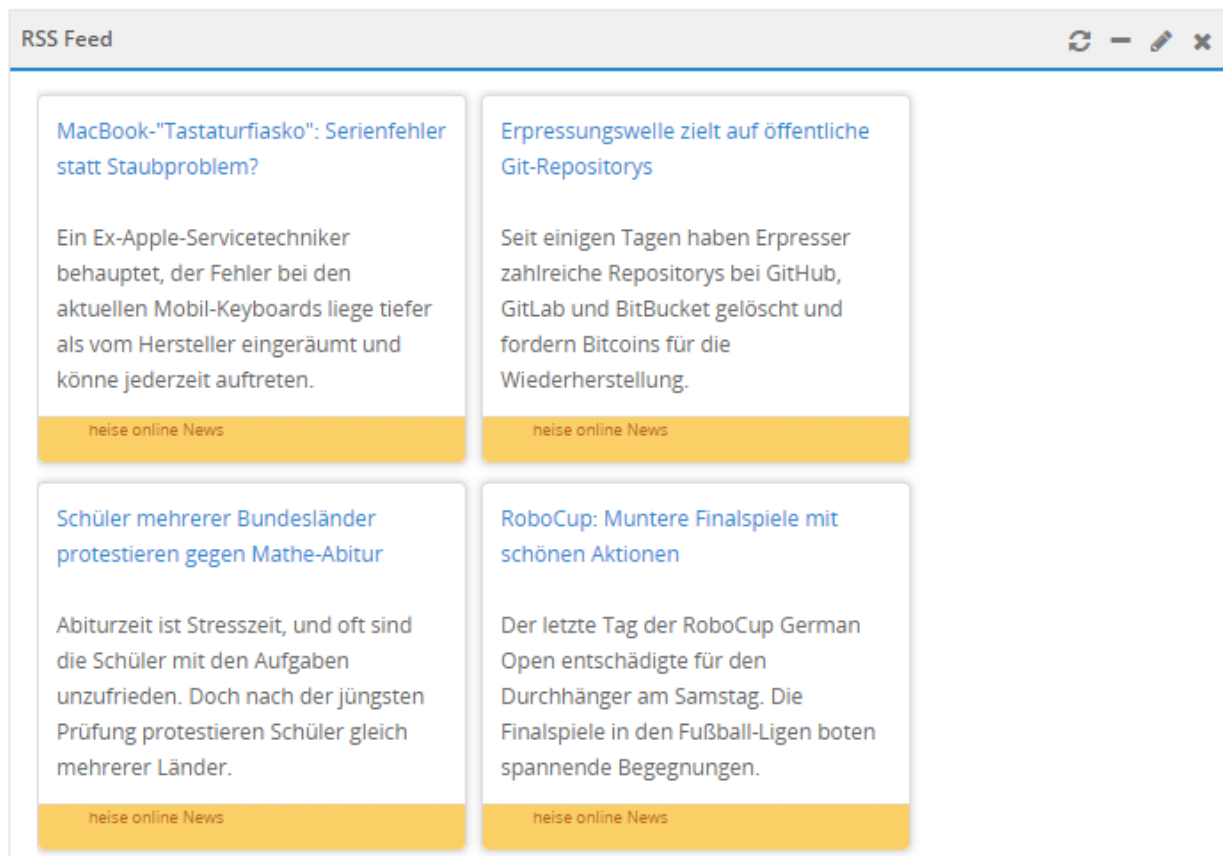 RSS Feed
MacBook-"Tastaturfiasko": Serienfehler
statt Staubproblem?
Ein Ex-Apple-Servicetechniker
behauptet, der Fehler bei den
aktuellen Mobil-Keyboards liege tiefer
als vom Hersteller eingeräumt und
könne jederzeit auftreten.
heise online News
Erpressungswelle zielt auf öffentliche
Git-Repositorys
Seit einigen Tagen haben Erpresser
zahlreiche Repositorys bei GitHub,
GitLab und BitBucket gelöscht und
fordern Bitcoins für die
Wiederherstellung.
heise online News
Schüler mehrerer Bundesländer
protestieren gegen Mathe-Abitur
Abiturzeit ist Stresszeit, und oft sind
die Schüler mit den Aufgaben
unzufrieden. Doch nach der jüngsten
Prüfung protestieren Schüler gleich
mehrerer Länder.
heise online News
RoboCup: Muntere Finalspiele mit
schönen Aktionen
Der letzte Tag der RoboCup German
Open entschädigte für den
Durchhänger am Samstag. Die
Finalspiele in den Fußball-Ligen boten
spannende Begegnungen.
heise online News